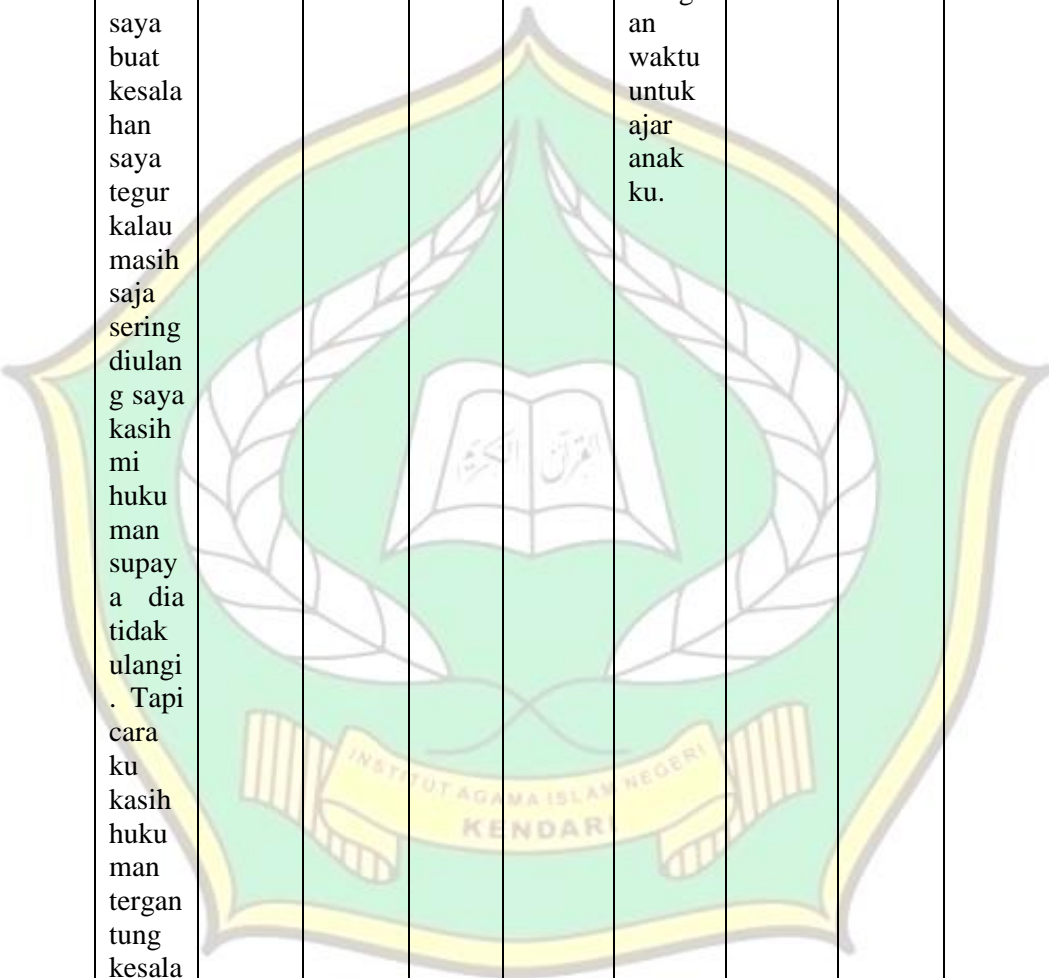 saya
buat
kesala
han
saya
tegur
kalau
masih
saja
sering
diulan
g saya
kasih
mi
huku
man
supay
a dia
tidak
ulangi
. Tapi
cara
ku
kasih
huku
man
tergan
tung
kesala
an
waktu
untuk
ajar
anak
ku.
القرآن الكريم
INSTITUT AGAMA ISLAM NEGERI
KENDARI